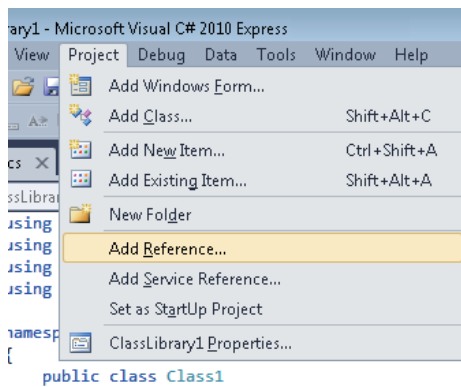 rary1 - Microsoft Visual C# 2010 Express
View Project Debug Data Tools Window Help
Add Windows Form...
Add Class... Shift+Alt+C
Add New Item... Ctrl+Shift+A
cs
Add Existing Item... Shift+Alt+A
ssLibrar
New Folder
using
using
Add Reference...
using
Add Service Reference...
using
Set as StartUp Project
namesp
ClassLibrary1 Properties...
{
public class Class1